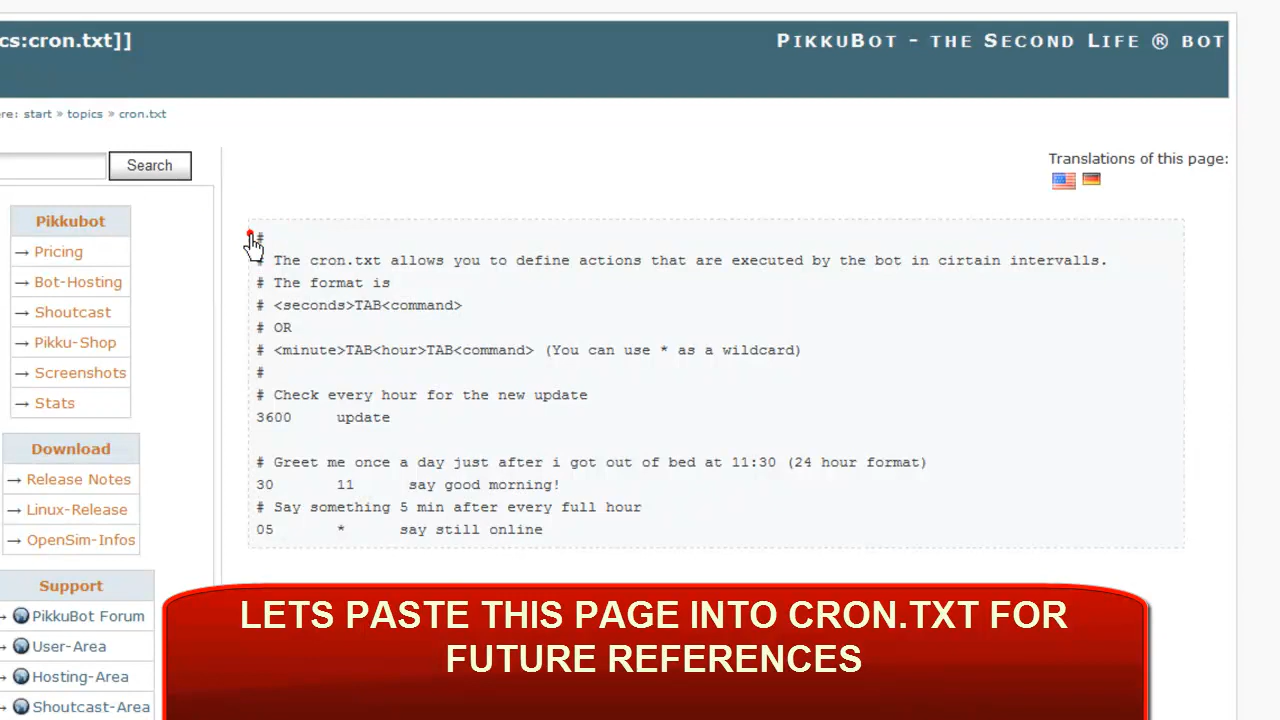 cs:cron.txt]]
PIKKUBOT - THE SECOND LIFE ® BOT
re: start » topics » cron.txt
Search
Translations of this page:
Pikkubot
→ Pricing
→ Bot-Hosting
→ Shoutcast
→ Pikku-Shop
→ Screenshots
→ Stats
Download
→ Release Notes
→ Linux-Release
→ OpenSim-Infos
Support
→ PikkuBot Forum
→ User-Area
→ Hosting-Area
→ Shoutcast-Area
#
# The cron.txt allows you to define actions that are executed by the bot in cirtain intervalls.
# The format is
# <seconds>TAB<command>
# OR
# <minute>TAB<hour>TAB<command> (You can use * as a wildcard)
#
# Check every hour for the new update
3600 update
# Greet me once a day just after i got out of bed at 11:30 (24 hour format)
30 11 say good morning!
# Say something 5 min after every full hour
05 * say still online
LETS PASTE THIS PAGE INTO CRON.TXT FOR
FUTURE REFERENCES